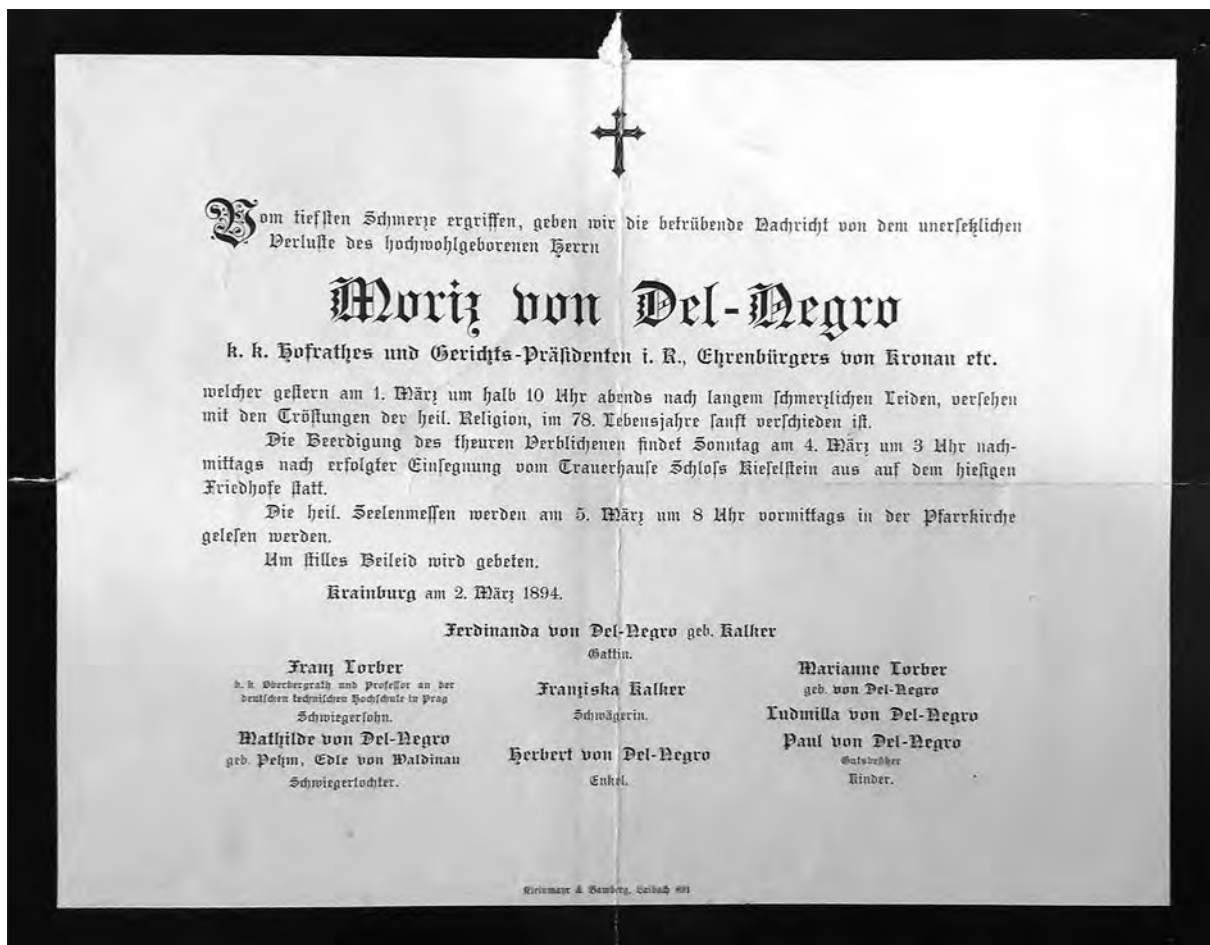 Vom tiefsten Schmerze ergriffen, geben wir die betrübende Nachricht von dem unersetzlichen
Verluste des hochwohlgeborenen Herrn
Moriz von Del-Negro
k. k. Hofrathes und Gerichts-Präsidenten i. R., Ehrenbürgers von Kronau etc.
welcher gestern am 1. März um halb 10 Uhr abends nach langem schmerzlichen Leiden, versehen
mit den Tröstungen der heil. Religion, im 78. Lebensjahre sanft verschieden ist.
Die Beerdigung des theuren Verblichenen findet Sonntag am 4. März um 3 Uhr nach-
mittags nach erfolgter Einsegnung vom Trauerhause Schloss Kieselstein aus auf dem hiesigen
Friedhofe statt.
Die heil. Seelenmessen werden am 5. März um 8 Uhr vormittags in der Pfarrkirche
gelesen werden.
Um stilles Beileid wird gebeten.
Krainburg am 2. März 1894.
Ferdinanda von Del-Negro geb. Kalker
Gattin.
Franz Lorber
k. k. Oberbergrath und Professor an der
deutschen technischen Hochschule in Prag
Schwiegersohn.
Mathilde von Del-Negro
geb. Pehm, Edle von Waldinau
Schwiegertochter.
Franziska Kalker
Schwägerin.
Herbert von Del-Negro
Enkel.
Marianne Lorber
geb. von Del-Negro
Ludmilla von Del-Negro
Paul von Del-Negro
Gutsbesitzer
Kinder.
Kleinmayr & Bamberg, Laibach